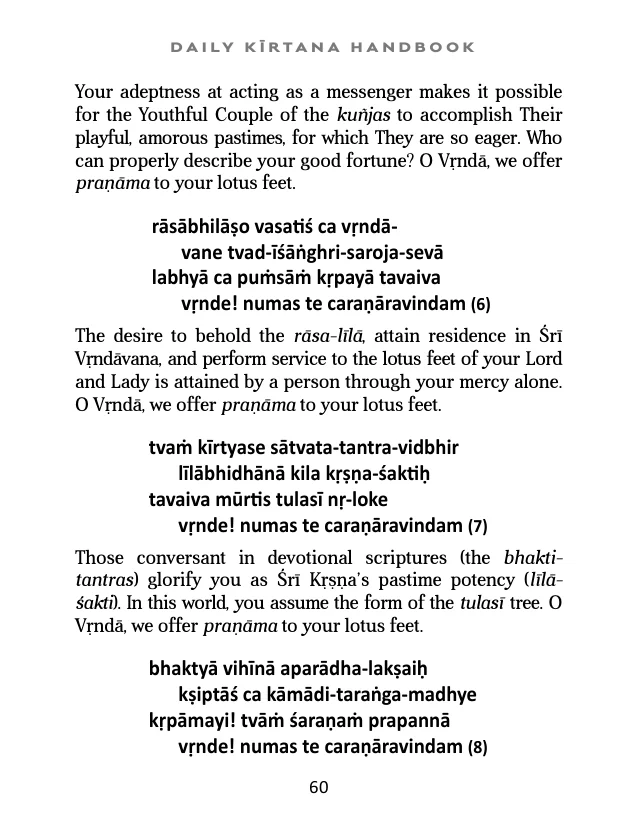 DAILY KĪRTANA HANDBOOK
Your adeptness at acting as a messenger makes it possible
for the Youthful Couple of the kuñjas to accomplish Their
playful, amorous pastimes, for which They are so eager. Who
can properly describe your good fortune? O Vṛndā, we offer
praṇāma to your lotus feet.
rāsābhilāṣo vasatiś ca vṛndā-
vane tvad-īśāṅghri-saroja-sevā
labhyā ca puṁsāṁ kṛpayā tavaiva
vṛnde! numas te caraṇāravindam (6)
The desire to behold the rāsa-līlā, attain residence in Śrī
Vṛndāvana, and perform service to the lotus feet of your Lord
and Lady is attained by a person through your mercy alone.
O Vṛndā, we offer praṇāma to your lotus feet.
tvaṁ kīrtyase sātvata-tantra-vidbhir
līlābhidhānā kila kṛṣṇa-śaktiḥ
tavaiva mūrtis tulasī nṛ-loke
vṛnde! numas te caraṇāravindam (7)
Those conversant in devotional scriptures (the bhakti-
tantras) glorify you as Śrī Kṛṣṇa's pastime potency (līlā-
śakti). In this world, you assume the form of the tulasī tree. O
Vṛndā, we offer praṇāma to your lotus feet.
bhaktyā vihīnā aparādha-lakṣaiḥ
kṣiptāś ca kāmādi-taraṅga-madhye
kṛpāmayi! tvāṁ śaraṇaṁ prapannā
vṛnde! numas te caraṇāravindam (8)
60